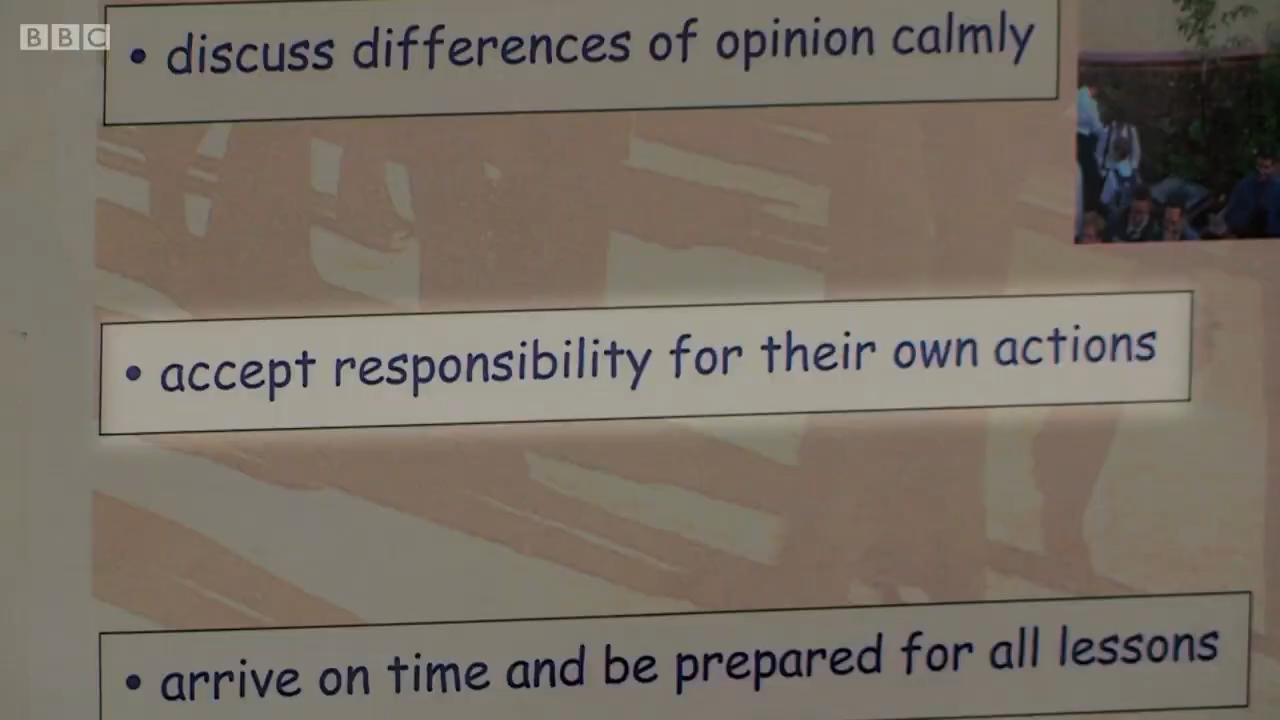 BBC
• discuss differences of opinion calmly
• accept responsibility for their own actions
• arrive on time and be prepared for all lessons